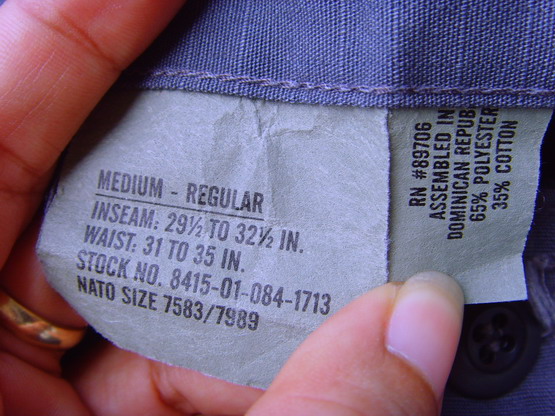 MEDIUM - REGULAR
INSEAM: 29½ TO 32½ IN.
WAIST: 31 TO 35 IN.
STOCK NO. 8415-01-084-1713
NATO SIZE 7583/7989
RN #89706
ASSEMBLED IN
DOMINICAN REPUB
65% POLYESTER
35% COTTON